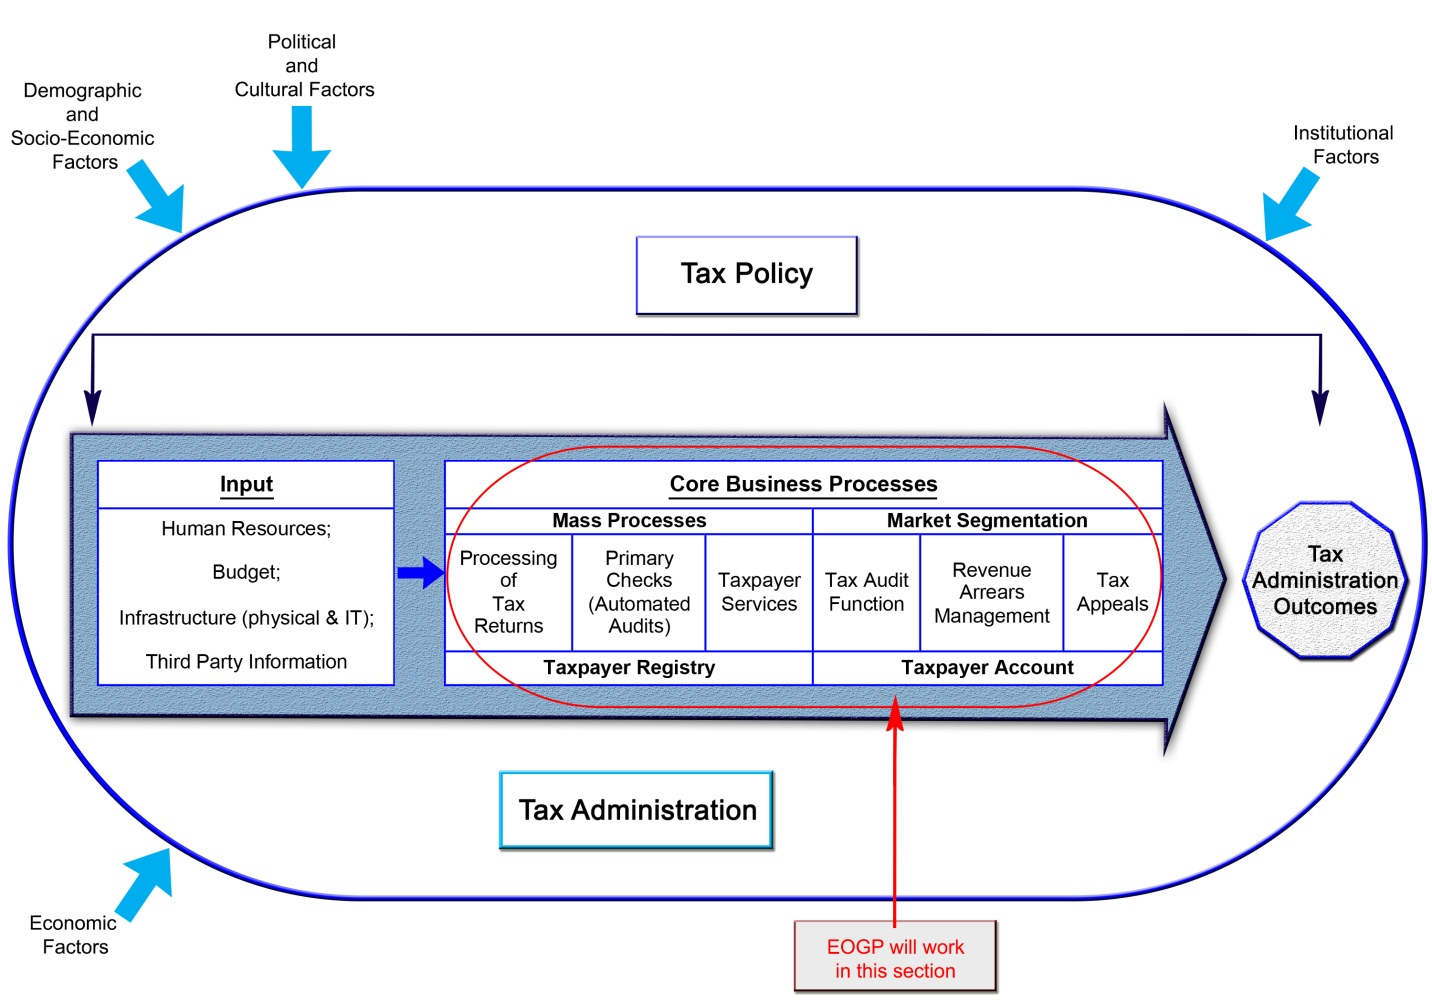 Political
and
Cultural Factors
Demographic
and
Socio-Economic
Factors
Institutional
Factors
Tax Policy
Input
Human Resources;
Budget;
Infrastructure (physical & IT);
Third Party Information
Core Business Processes
Mass Processes
Market Segmentation
Processing
of
Tax
Returns
Primary
Checks
(Automated
Audits)
Taxpayer
Services
Tax Audit
Function
Revenue
Arrears
Management
Tax
Appeals
Taxpayer Registry
Taxpayer Account
Tax
Administration
Outcomes
Tax Administration
Economic
Factors
EOGP will work
in this section